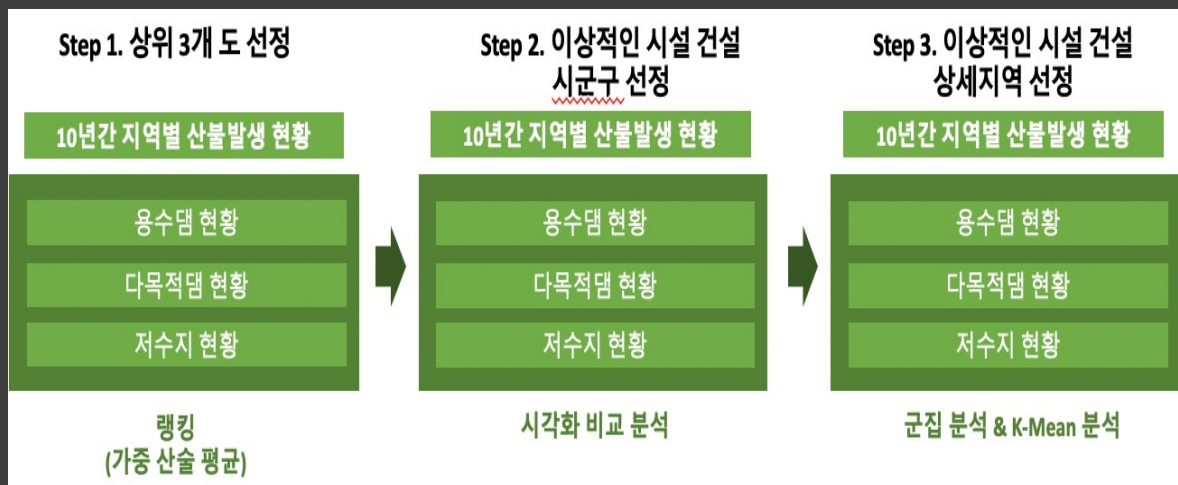 Step 1. 상위 3개 도 선정
10년간 지역별 산불발생 현황
용수댐 현황
다목적댐 현황
저수지 현황
랭킹
(가중 산술 평균)
Step 2. 이상적인 시설 건설
시군구 선정
10년간 지역별 산불발생 현황
용수댐 현황
다목적댐 현황
저수지 현황
시각화 비교 분석
Step 3. 이상적인 시설 건설
상세지역 선정
10년간 지역별 산불발생 현황
용수댐 현황
다목적댐 현황
저수지 현황
군집 분석 & K-Mean 분석